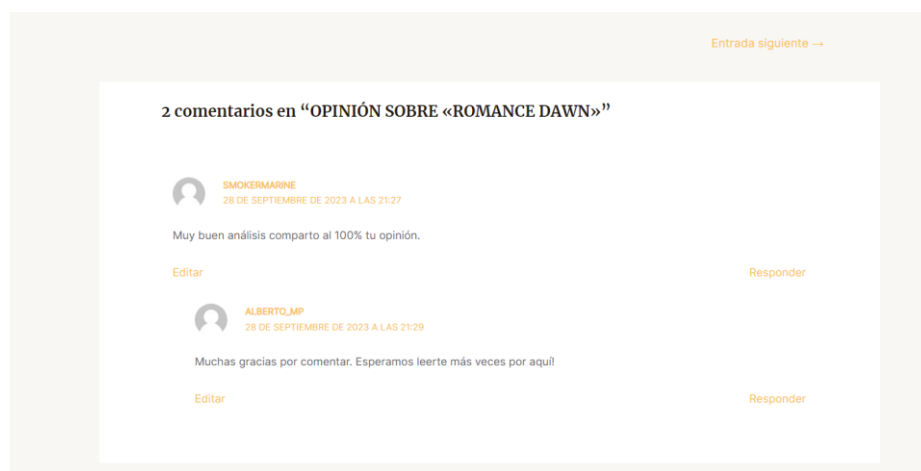 Entrada siguiente →
2 comentarios en “OPINIÓN SOBRE «ROMANCE DAWN»”
SMOKERMARINE
28 DE SEPTIEMBRE DE 2023 A LAS 21:27
Muy buen análisis comparto al 100% tu opinión.
Editar
Responder
ALBERTO_MP
28 DE SEPTIEMBRE DE 2023 A LAS 21:29
Muchas gracias por comentar. Esperamos leerte más veces por aquí!
Editar
Responder